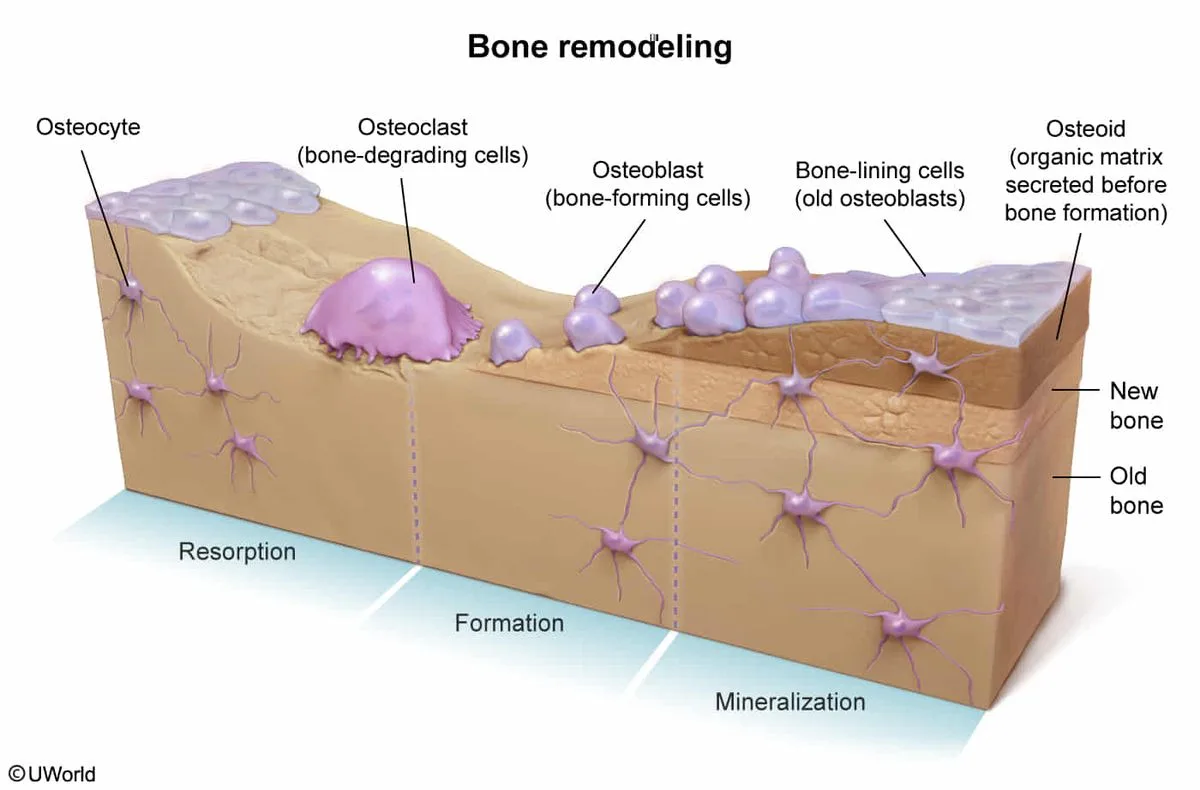 Bone remodeling
Osteocyte
Osteoclast
(bone-degrading cells)
Osteoblast
(bone-forming cells)
Bone-lining cells
(old osteoblasts)
Osteoid
(organic matrix
secreted before
bone formation)
New
bone
Old
bone
Resorption
Formation
Mineralization
©UWorld